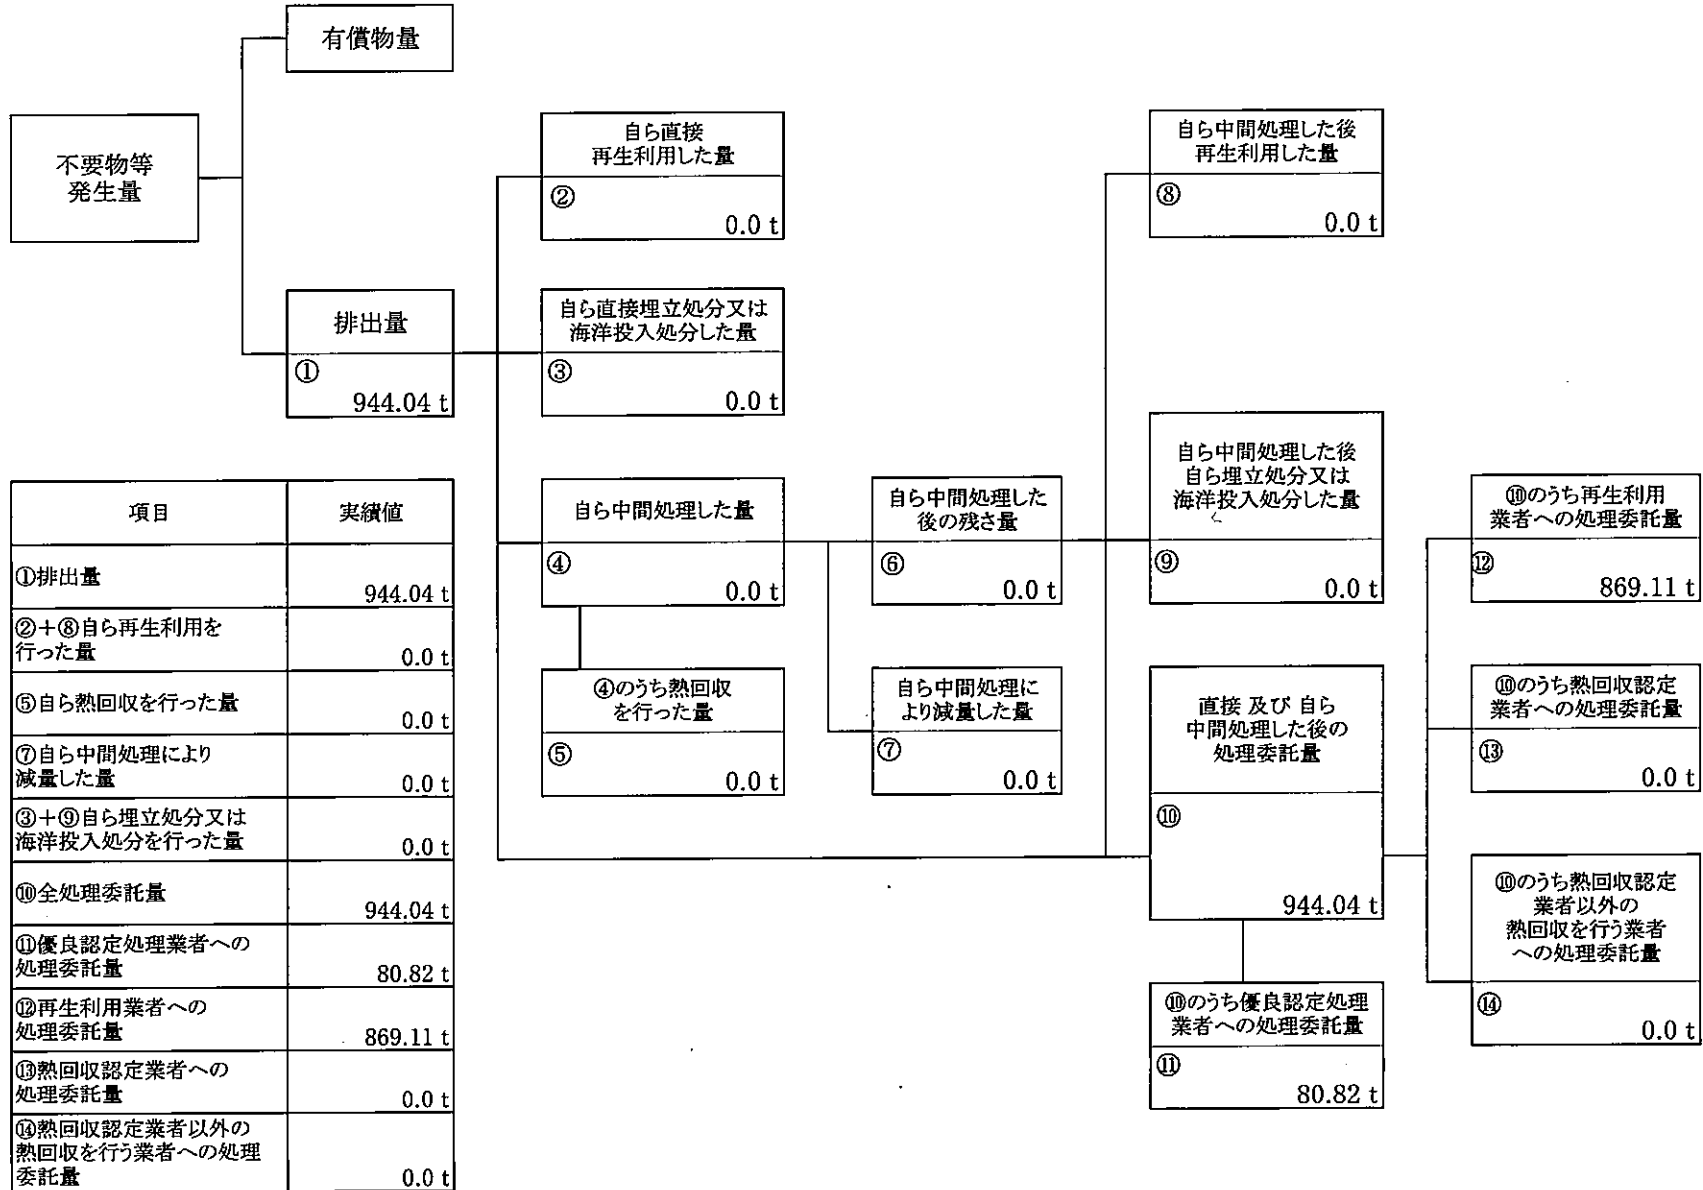 有償物量
不要物等
発生量
排出量
①
944.04 t
自ら直接
再生利用した量
②
0.0 t
自ら直接埋立処分又は
海洋投入処分した量
③
0.0 t
自ら中間処理した量
④
0.0 t
④のうち熱回収
を行った量
⑤
0.0 t
自ら中間処理した
後の残さ量
⑥
0.0 t
自ら中間処理に
より減量した量
⑦
0.0 t
自ら中間処理した後
再生利用した量
⑧
0.0 t
自ら中間処理した後
自ら埋立処分又は
海洋投入処分した量
⑨
0.0 t
直接 及び 自ら
中間処理した後の
処理委託量
⑩
944.04 t
⑩のうち優良認定処理
業者への処理委託量
⑪
80.82 t
⑩のうち再生利用
業者への処理委託量
⑫
869.11 t
⑩のうち熱回収認定
業者への処理委託量
⑬
0.0 t
⑩のうち熱回収認定
業者以外の
熱回収を行う業者
への処理委託量
⑭
0.0 t
項目 実績値
①排出量
944.04 t
②+⑧自ら再生利用を
行った量
0.0 t
⑤自ら熱回収を行った量
0.0 t
⑦自ら中間処理により
減量した量
0.0 t
③+⑨自ら埋立処分又は
海洋投入処分を行った量
0.0 t
⑩全処理委託量
944.04 t
⑪優良認定処理業者への
処理委託量
80.82 t
⑫再生利用業者への
処理委託量
869.11 t
⑬熱回収認定業者への
処理委託量
0.0 t
⑭熱回収認定業者以外の
熱回収を行う業者への処理
委託量
0.0 t